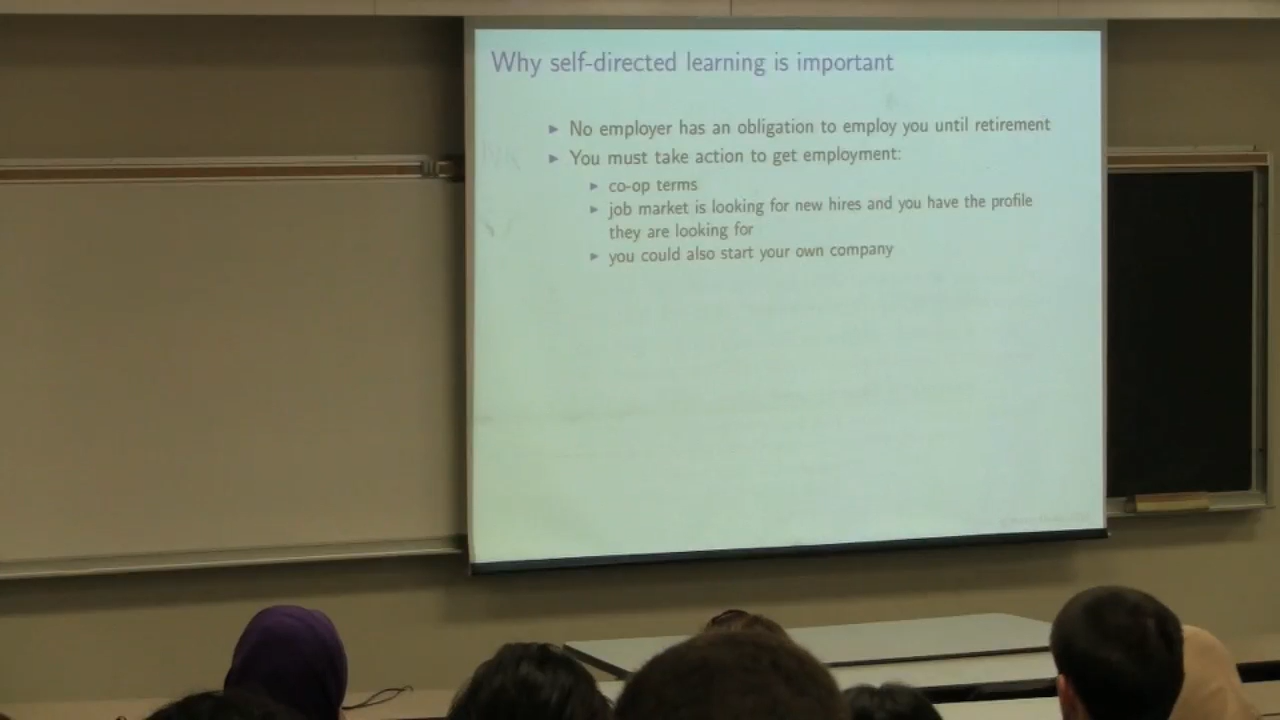 Why self-directed learning is important
▶ No employer has an obligation to employ you until retirement
▶ You must take action to get employment:
▶ co-op terms
▶ job market is looking for new hires and you have the profile
they are looking for
▶ you could also start your own company